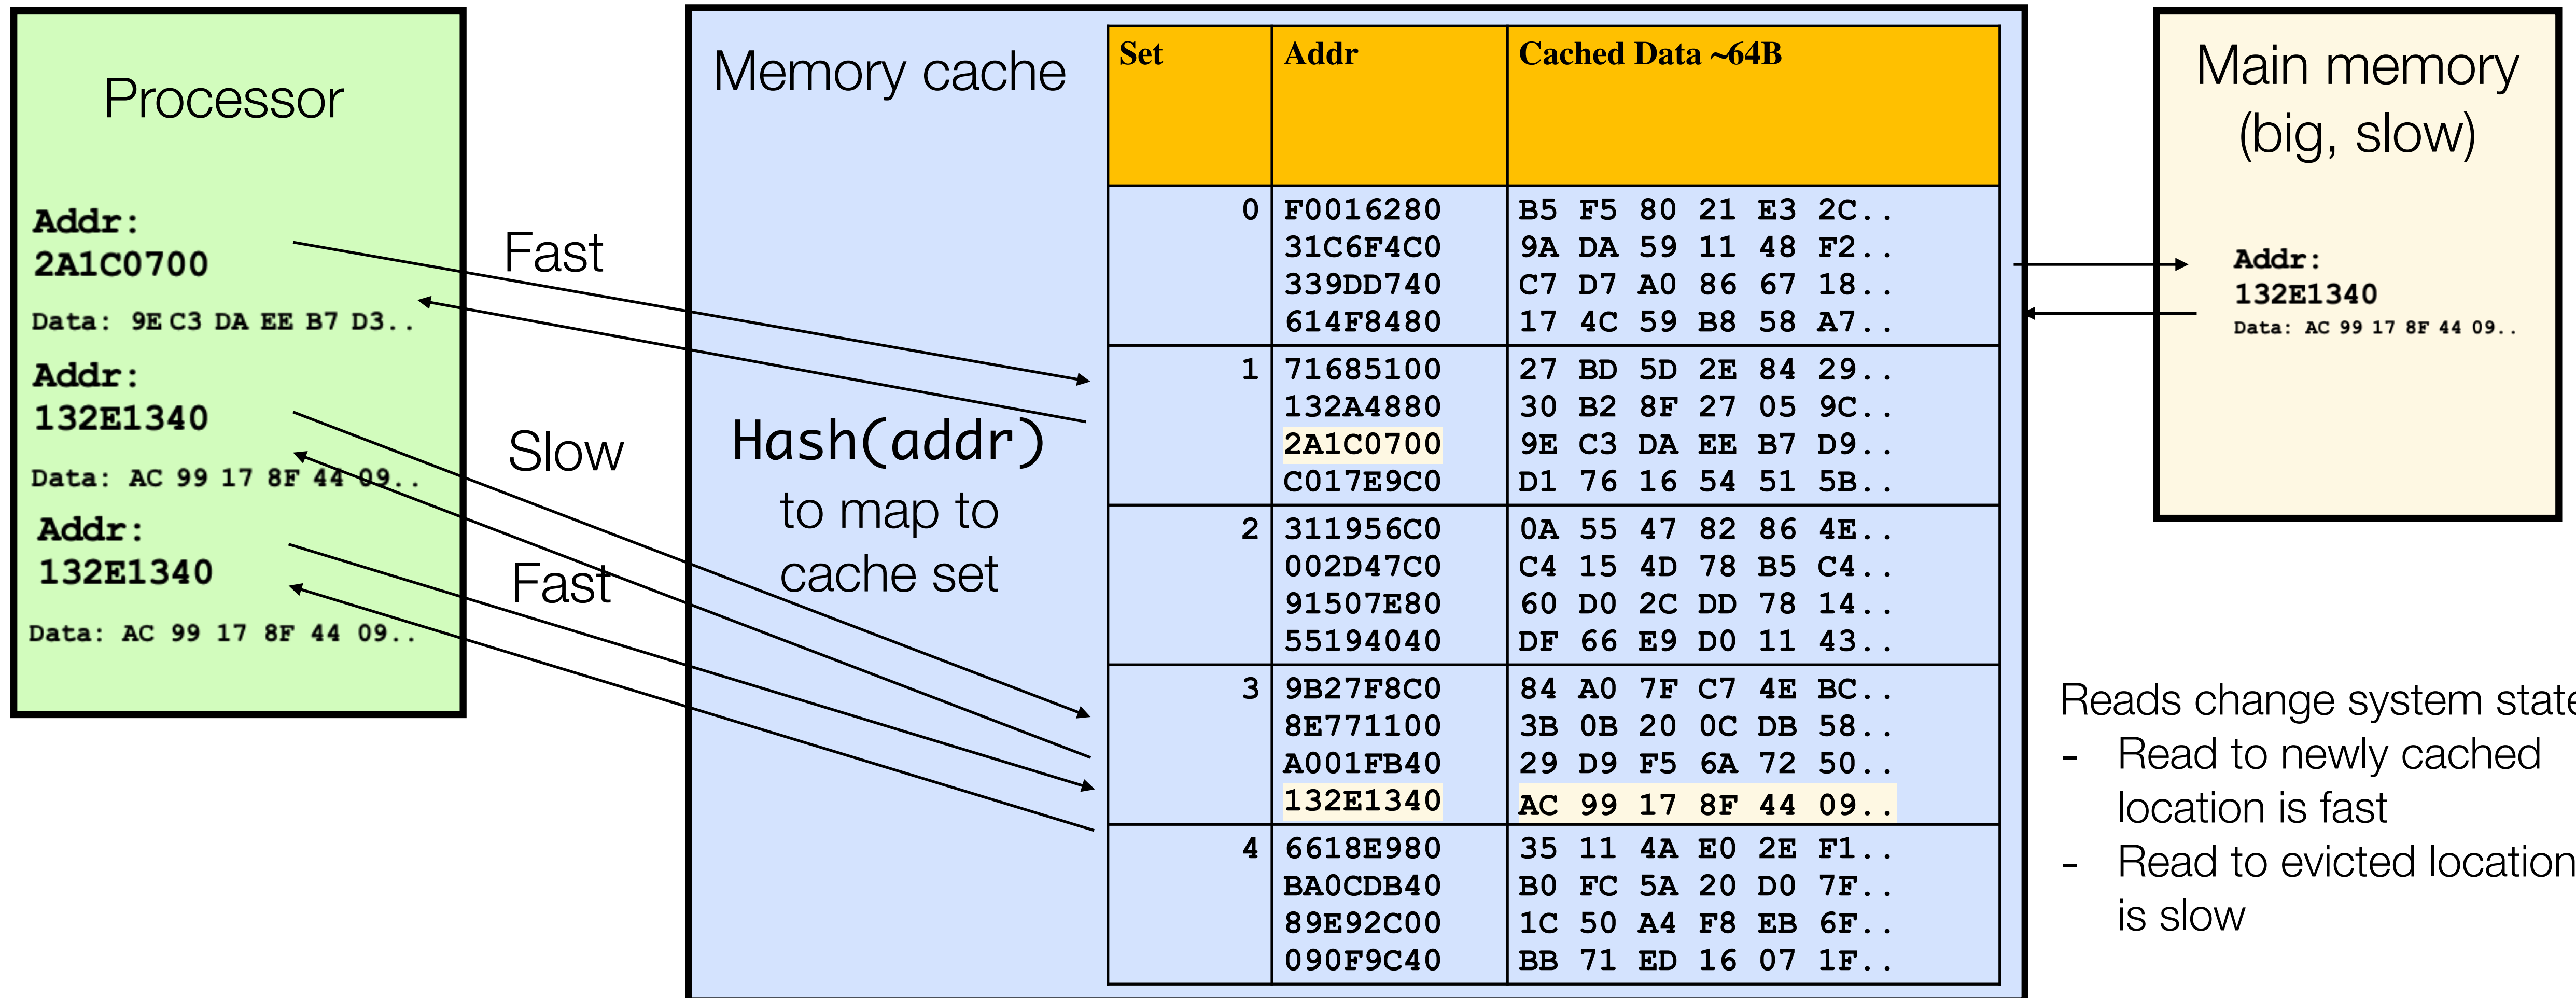 Processor
Addr:
2A1C0700
Data: 9E C3 DA EE B7 D3..
Addr:
132E1340
Data: AC 99 17 8F 44 09..
Addr:
132E1340
Data: AC 99 17 8F 44 09..
Fast
Slow
Fast
Memory cache
Hash(addr)
to map to
cache set
Set Addr Cached Data ~64B
0 F0016280 B5 F5 80 21 E3 2C..
31C6F4C0 9A DA 59 11 48 F2..
339DD740 C7 D7 A0 86 67 18..
614F8480 17 4C 59 B8 58 A7..
1 71685100 27 BD 5D 2E 84 29..
132A4880 30 B2 8F 27 05 9C..
2A1C0700 9E C3 DA EE B7 D9..
C017E9C0 D1 76 16 54 51 5B..
2 311956C0 0A 55 47 82 86 4E..
002D47C0 C4 15 4D 78 B5 C4..
91507E80 60 D0 2C DD 78 14..
55194040 DF 66 E9 D0 11 43..
3 9B27F8C0 84 A0 7F C7 4E BC..
8E771100 3B 0B 20 0C DB 58..
A001FB40 29 D9 F5 6A 72 50..
132E1340 AC 99 17 8F 44 09..
4 6618E980 35 11 4A E0 2E F1..
BA0CDB40 B0 FC 5A 20 D0 7F..
89E92C00 1C 50 A4 F8 EB 6F..
090F9C40 BB 71 ED 16 07 1F..
Main memory
(big, slow)
Addr:
132E1340
Data: AC 99 17 8F 44 09..
Reads change system state
- Read to newly cached
location is fast
- Read to evicted location
is slow